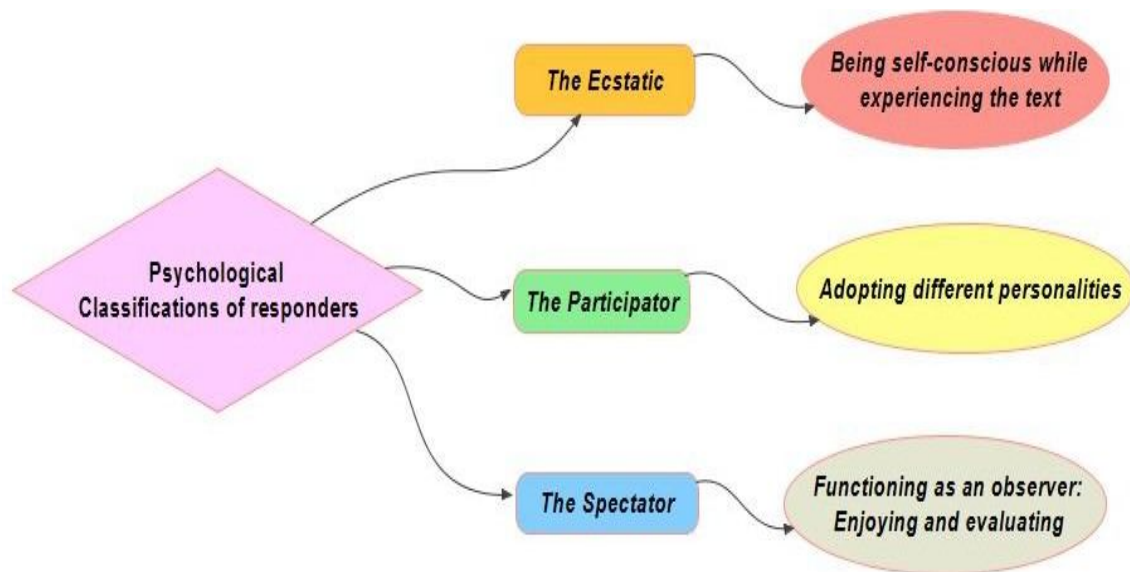 Psychological
Classifications of responders
The Ecstatic
Being self-conscious while
experiencing the text
The Participator
Adopting different personalities
The Spectator
Functioning as an observer:
Enjoying and evaluating